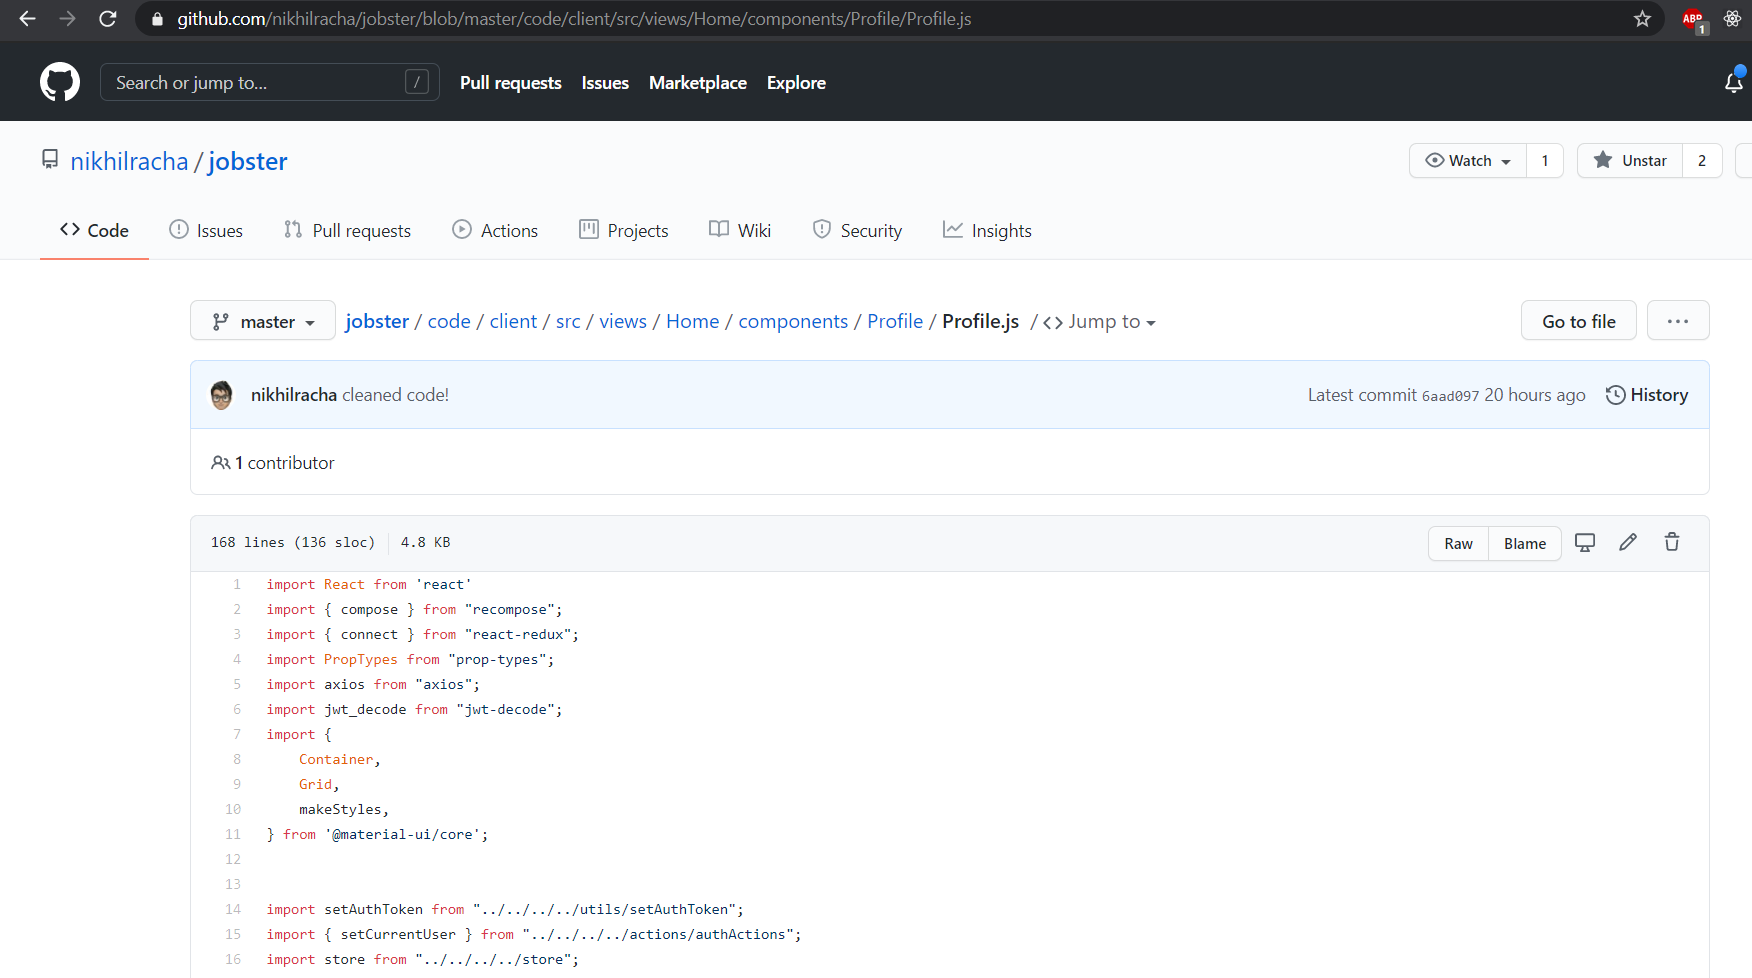 github.com/nikhilracha/jobster/blob/master/code/client/src/views/Home/components/Profile/Profile.js
ABP 1
Search or jump to... /
Pull requests Issues Marketplace Explore
nikhilracha / jobster
Watch 1 Unstar 2
Code Issues Pull requests Actions Projects Wiki Security Insights
master jobster / code / client / src / views / Home / components / Profile / Profile.js / <> Jump to Go to file ...
nikhilracha cleaned code! Latest commit 6aad097 20 hours ago History
1 contributor
168 lines (136 sloc) 4.8 KB Raw Blame
1 import React from 'react'
2 import { compose } from "recompose";
3 import { connect } from "react-redux";
4 import PropTypes from "prop-types";
5 import axios from "axios";
6 import jwt_decode from "jwt-decode";
7 import {
8 Container,
9 Grid,
10 makeStyles,
11 } from '@material-ui/core';
12
13
14 import setAuthToken from "../../../../utils/setAuthToken";
15 import { setCurrentUser } from "../../../../actions/authActions";
16 import store from "../../../../store";